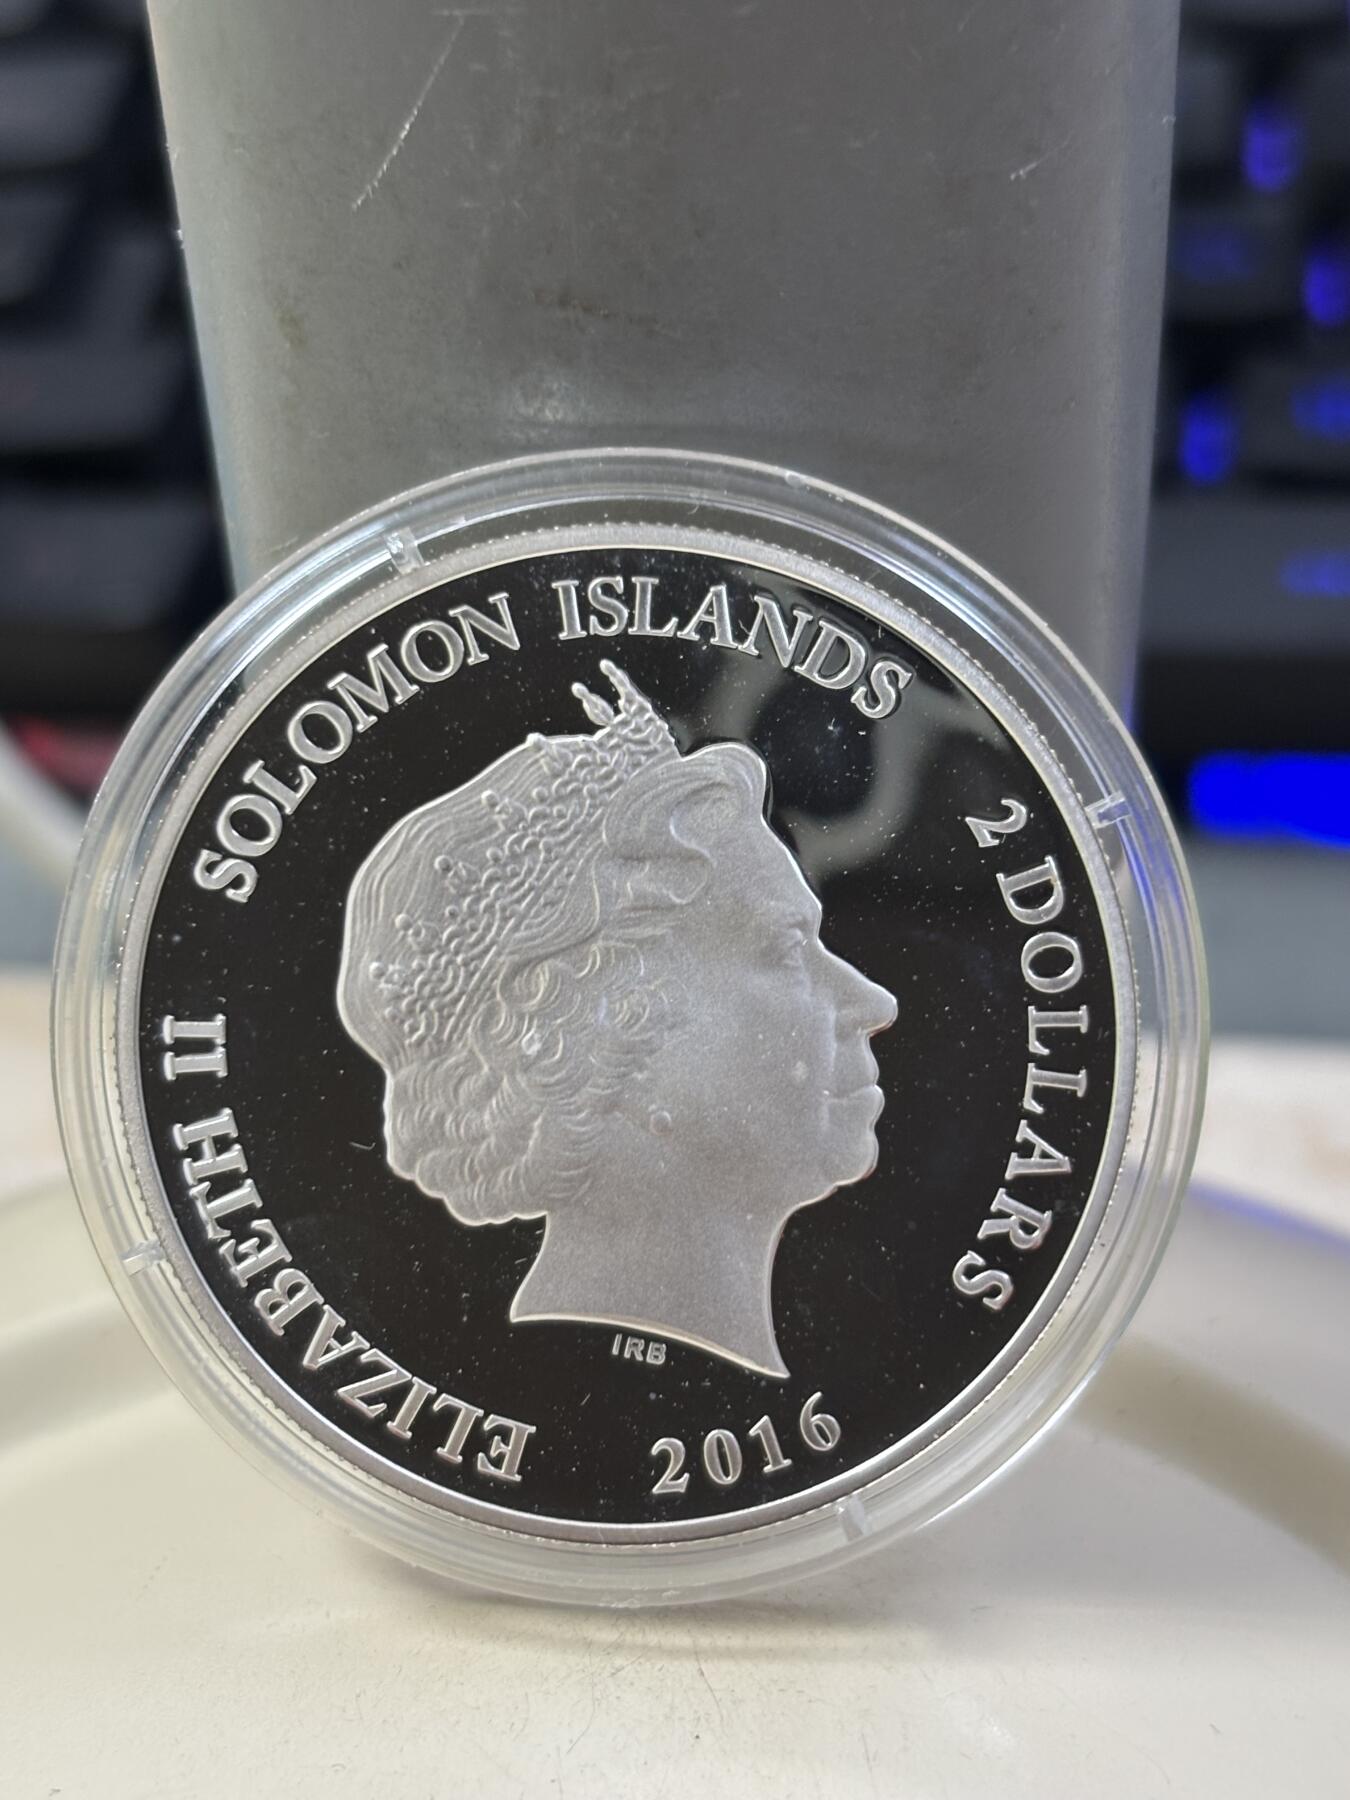 SOLOMON ISLANDS
2 DOLLARS
ELIZABETH II
IRB
2016